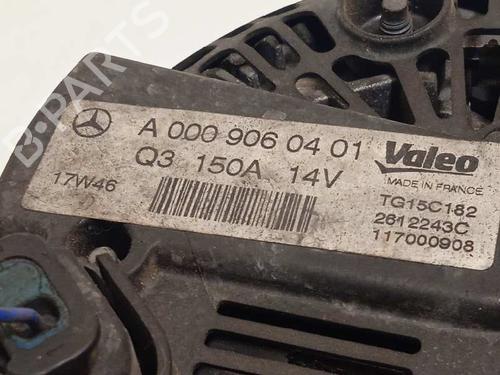 B-PARTS
A 000 906 04 01
Q3 150A 14V
17W46
Valeo
MADE IN FRANCE
TG15C182
2612243C
117000908